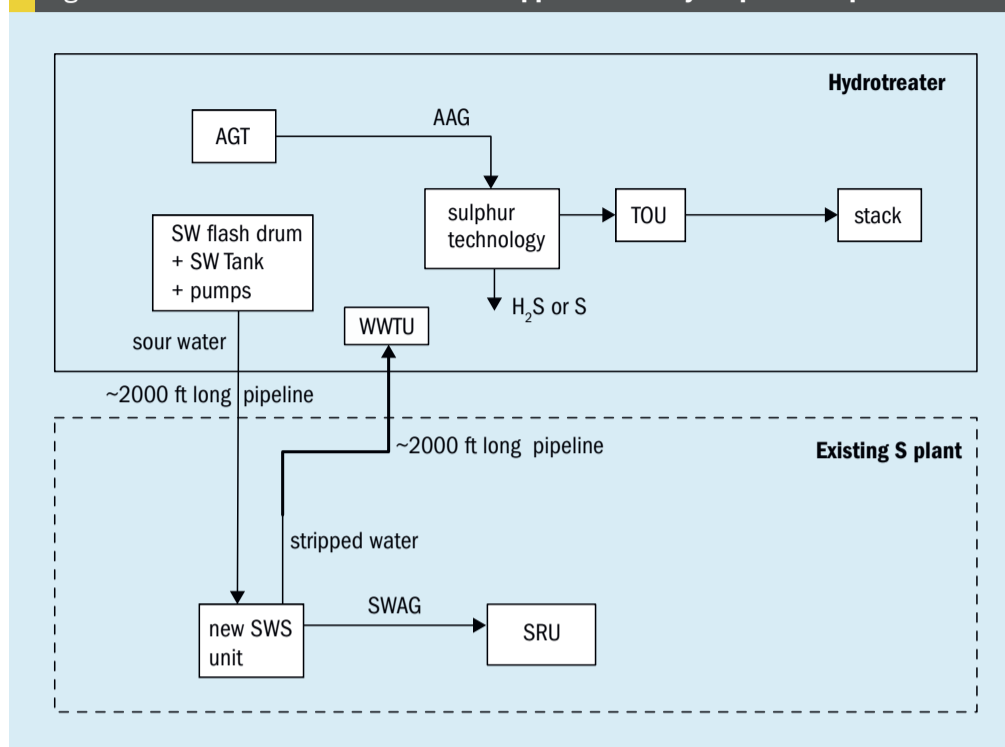 Hydrotreater
AGT
AAG
sulphur
technology
TOU
stack
H₂S or S
SW flash drum
+ SW Tank
+ pumps
WWTU
sour water
~2000 ft long pipeline
~2000 ft long pipeline
Existing S plant
stripped water
new SWS
unit
SWAG
SRU